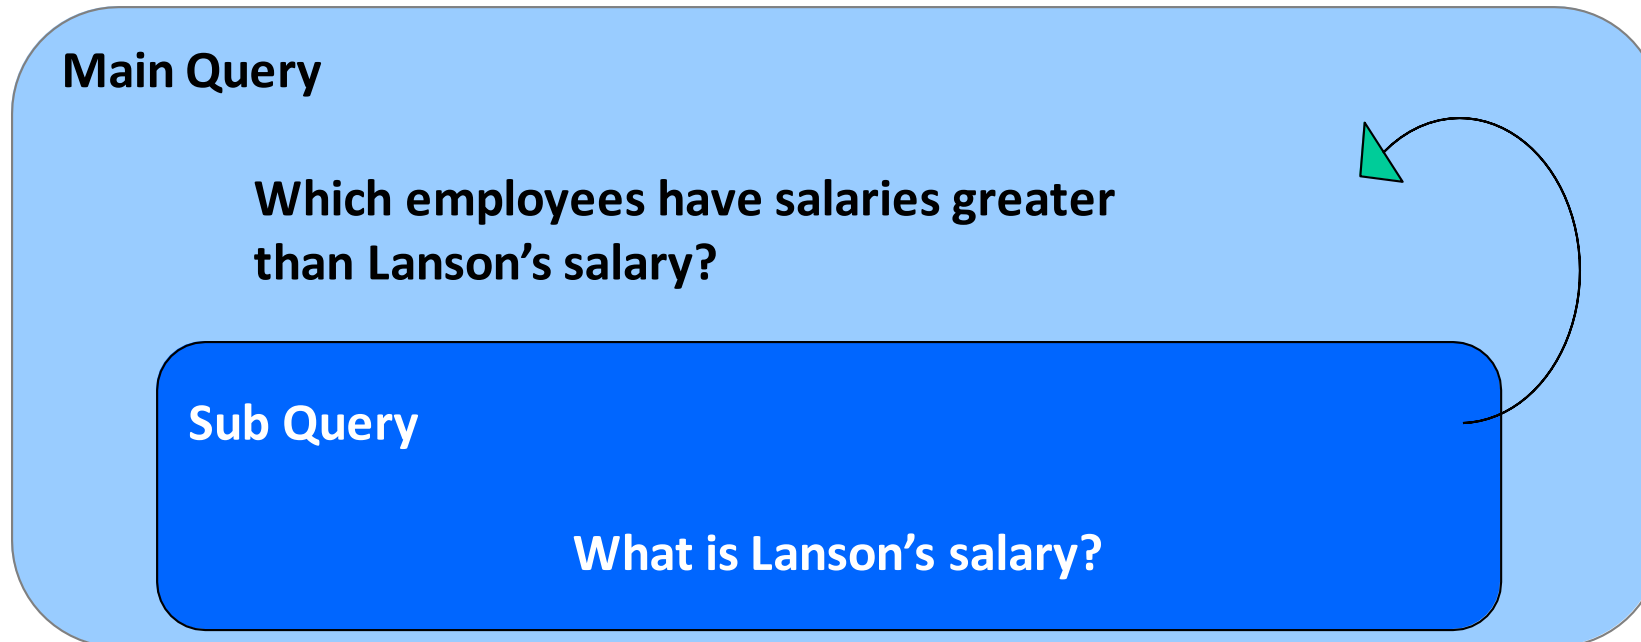 Main Query
Which employees have salaries greater
than Lanson’s salary?
Sub Query
What is Lanson’s salary?